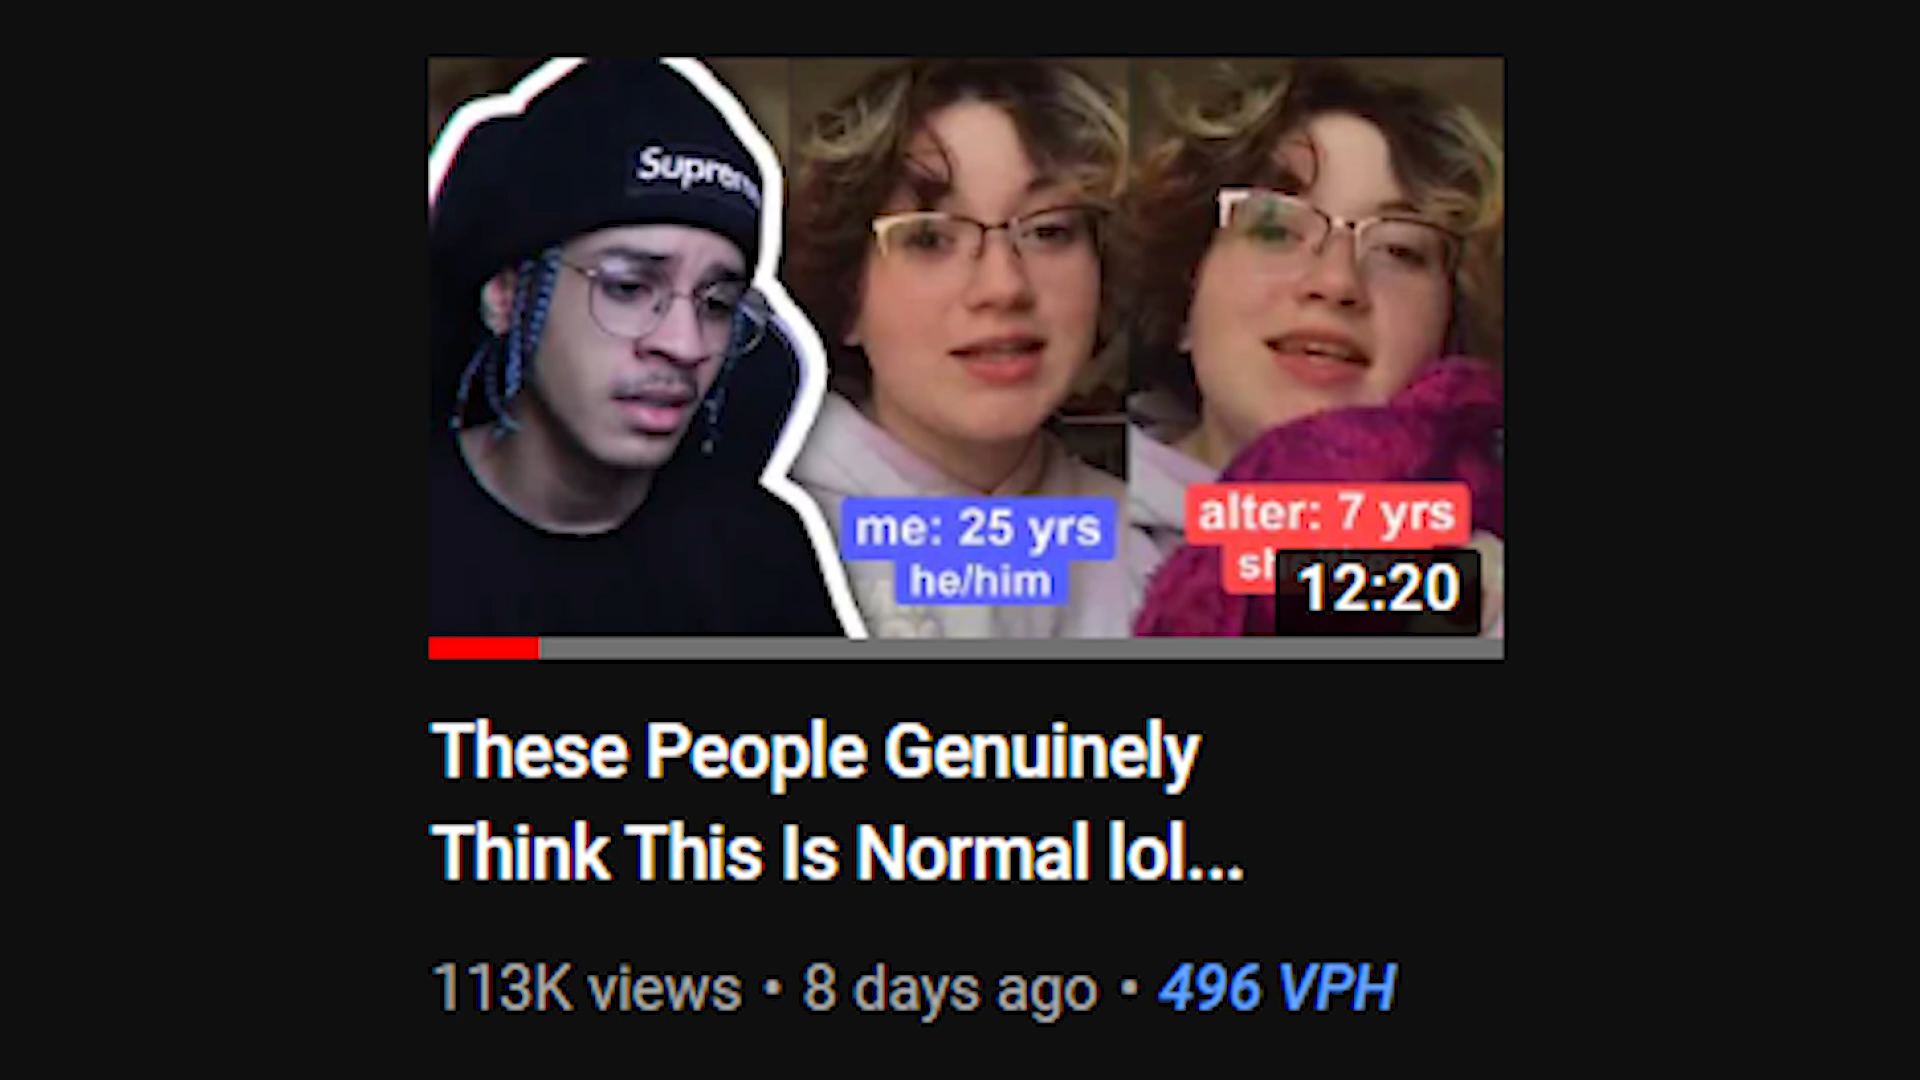 Suprem
me: 25 yrs
he/him
alter: 7 yrs
12:20
These People Genuinely
Think This Is Normal lol...
113K views • 8 days ago • 496 VPH